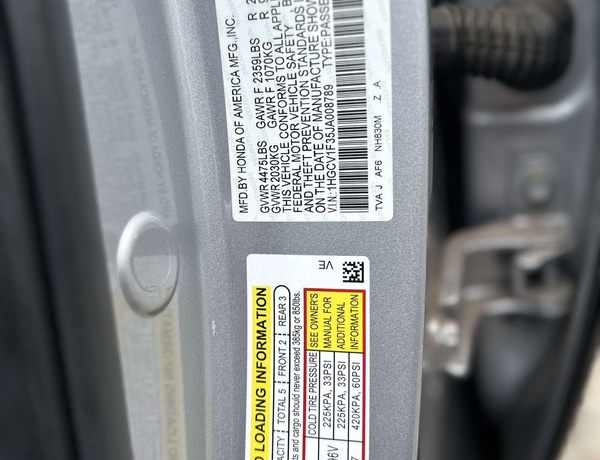 MFD.BY HONDA OF AMERICA MFG.,INC.
GVWR 4475LBS GAWR F 2359LBS R
GVWR 2030KG GAWR F 1070KG R
THIS VEHICLE CONFORMS TO ALL
FEDERAL MOTOR VEHICLE SAFETY
AND THEFT PREVENTION STANDARDS
ON THE DATE OF MANUFACTURE SHOW
V.I.N.:1HGCV1F35JA008789 TYPE:PASSE
TVA J AF6 NH830M Z A
VE
LOADING INFORMATION
TOTAL 5 FRONT 2 REAR 3
and cargo should never exceed 385kg or 850lbs.
COLD TIRE PRESSURE SEE OWNER'S
225KPA, 33PSI MANUAL FOR
225KPA, 33PSI ADDITIONAL
420KPA, 60PSI INFORMATION